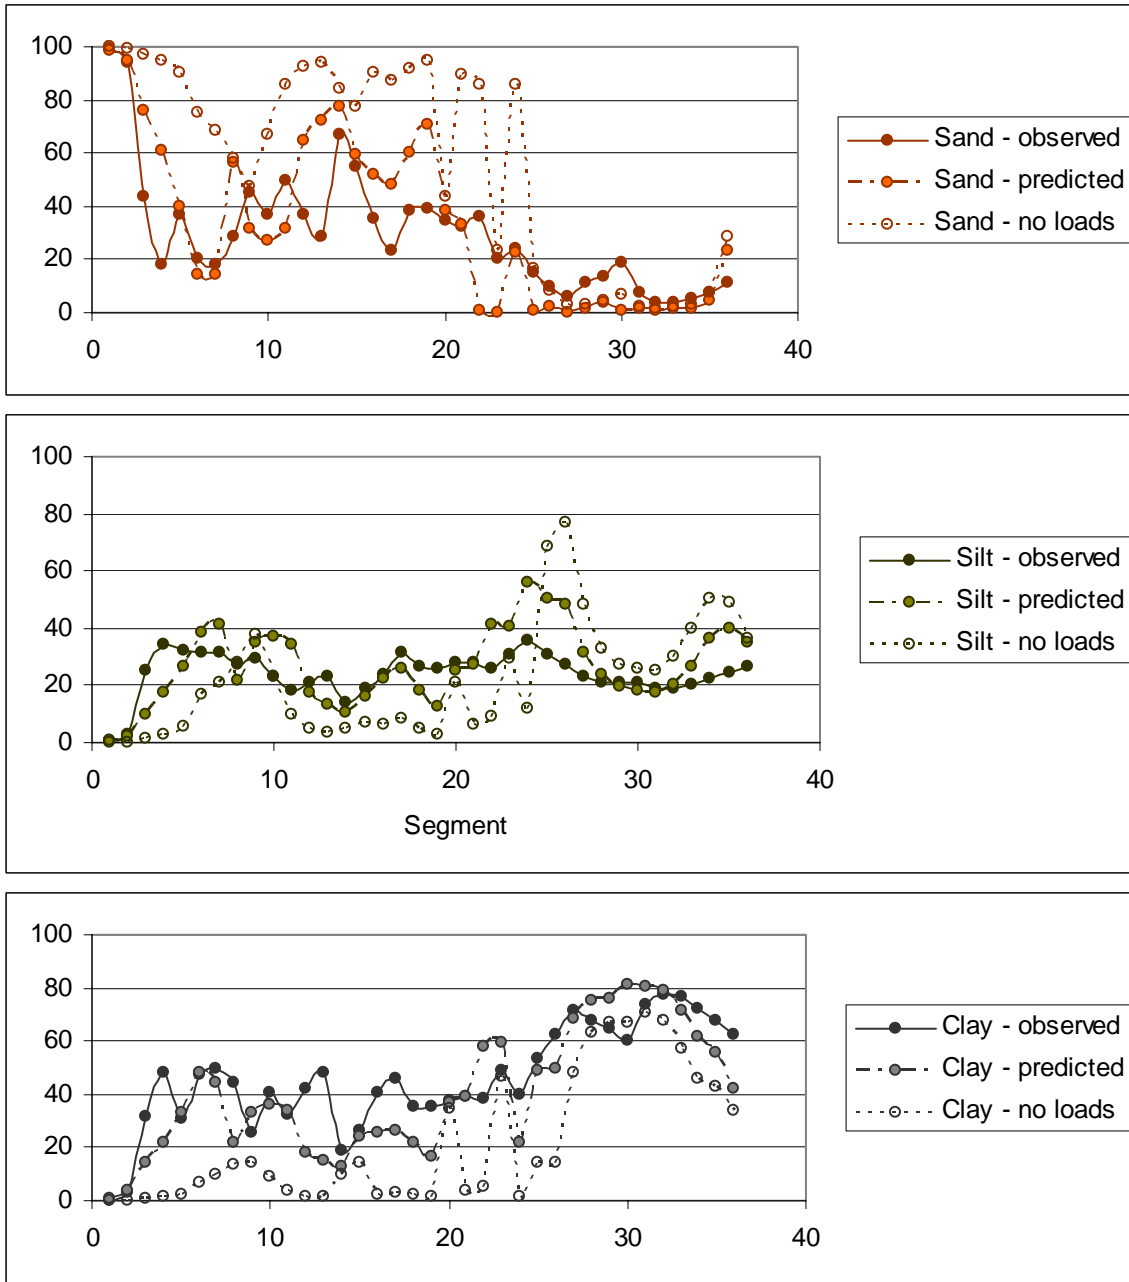 100
80
60
40
20
0
0 10 20 30 40
Sand - observed
Sand - predicted
Sand - no loads
100
80
60
40
20
0
0 10 20 30 40
Segment
Silt - observed
Silt - predicted
Silt - no loads
100
80
60
40
20
0
0 10 20 30 40
Clay - observed
Clay - predicted
Clay - no loads